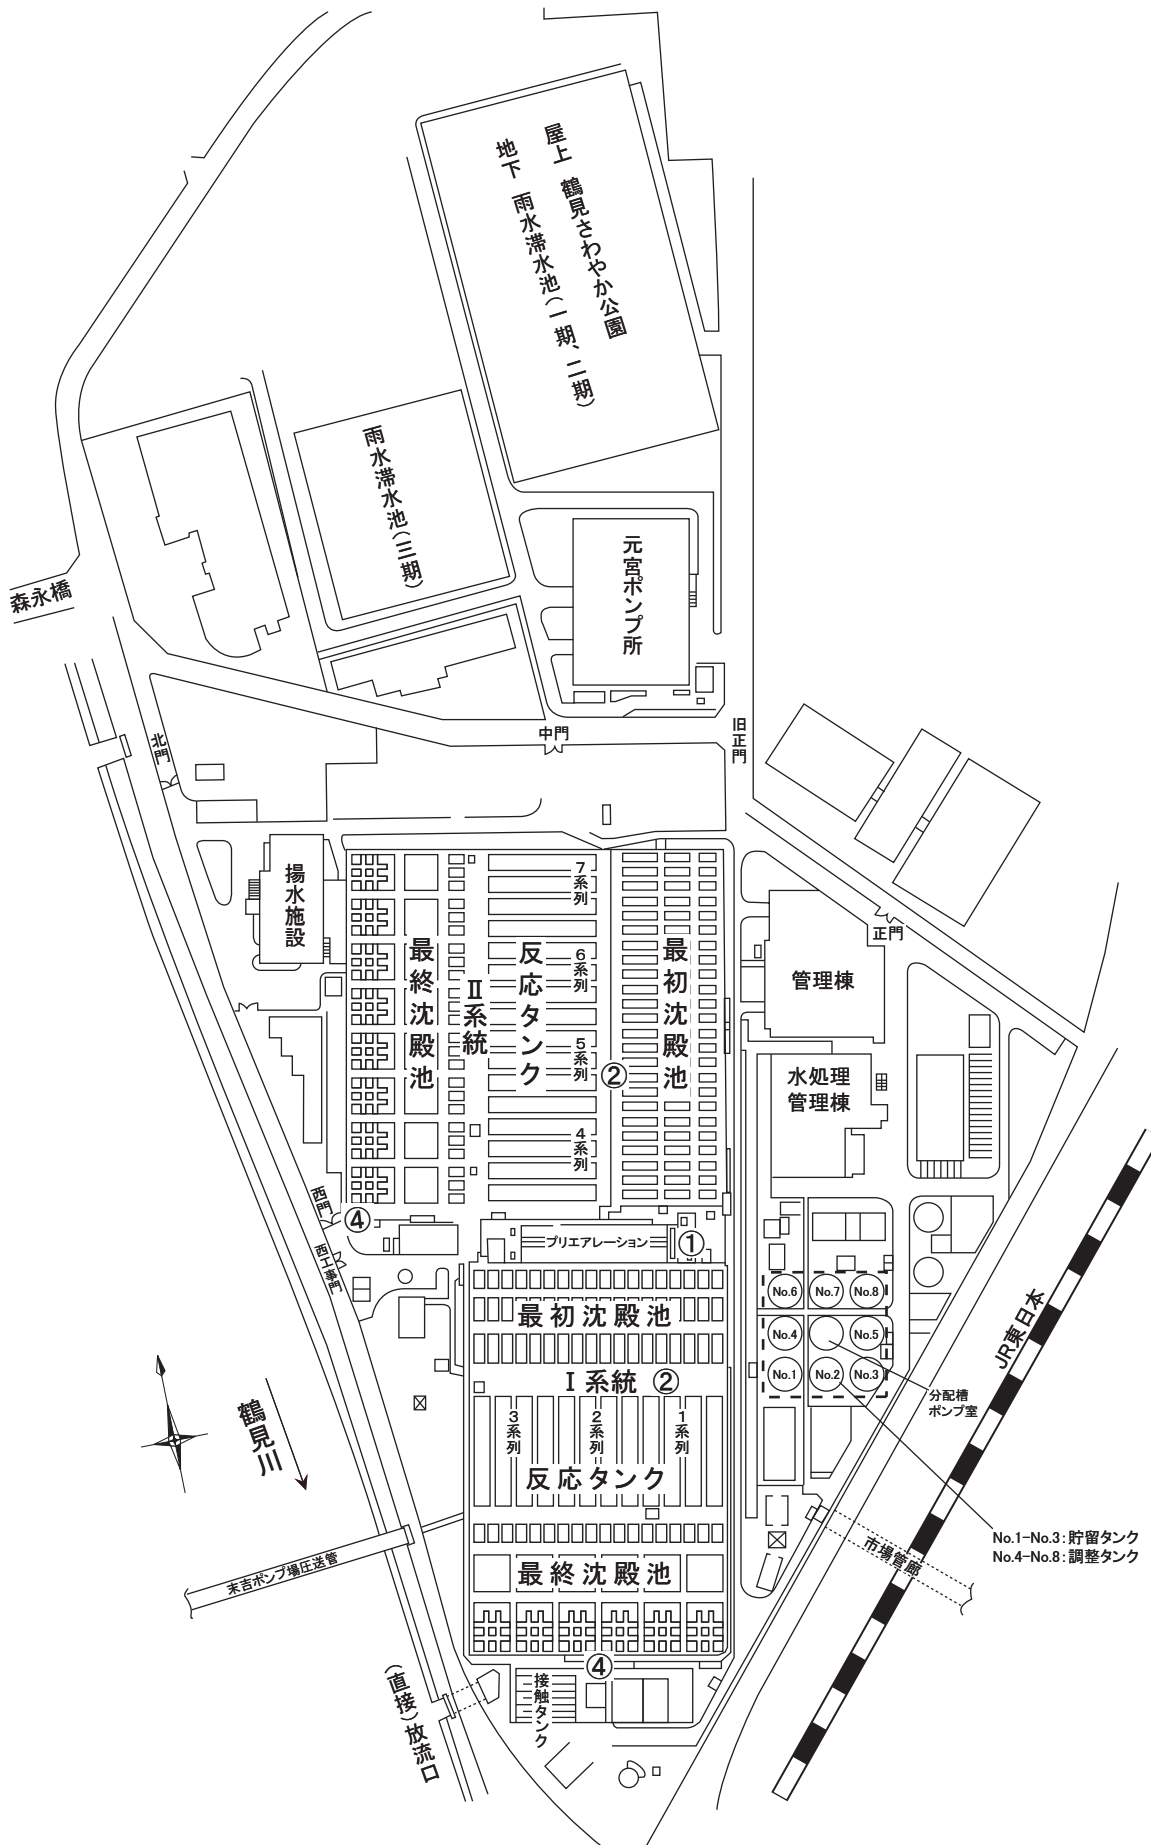 屋上 鶴見さわやか公園
地下 雨水滞水池(一期、二期)
雨水滞水池(三期)
元宮ポンプ所
森永橋
北門
中門
旧正門
正門
揚水施設
最終沈殿池
Ⅱ系統
反応タンク
7系列
6系列
5系列
4系列
②
最初沈殿池
管理棟
水処理
管理棟
西門
④
西工事門
プリエアレーション
①
最初沈殿池
Ⅰ系統 ②
3系列
2系列
1系列
反応タンク
最終沈殿池
④
接触タンク
No.6
No.7
No.8
No.4
No.5
No.1
No.2
No.3
分配槽
ポンプ室
JR東日本
No.1-No.3:貯留タンク
No.4-No.8:調整タンク
市場管廊
鶴見川
末吉ポンプ場圧送管
(直接)放流口